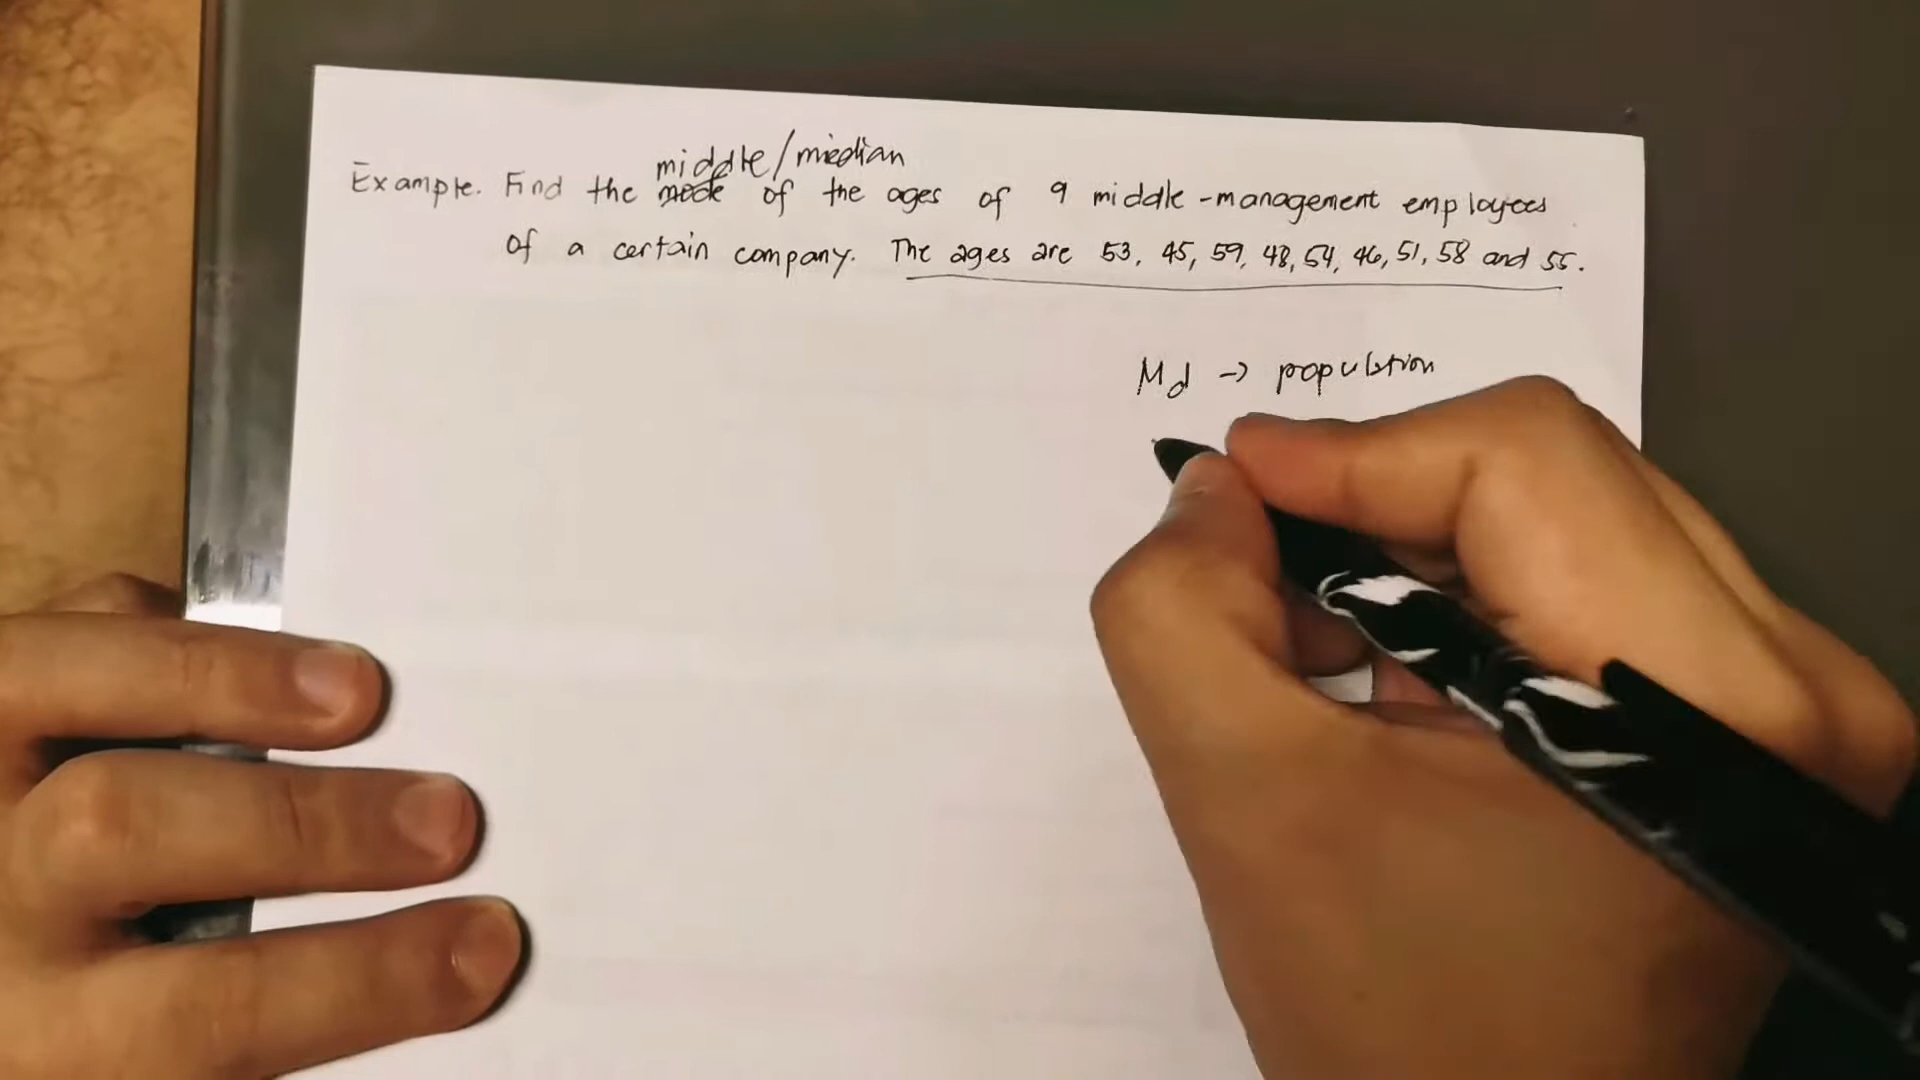 middle/median
Example. Find the mode of the ages of 9 middle-management employees
of a certain company. The ages are 53, 45, 59, 48, 54, 46, 51, 58 and 55.
Md → population